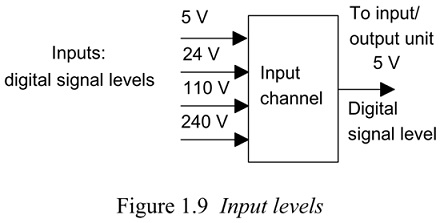 Inputs:
digital signal levels
5 V
24 V
110 V
240 V
Input
channel
To input/
output unit
5 V
Digital
signal level
Figure 1.9 Input levels